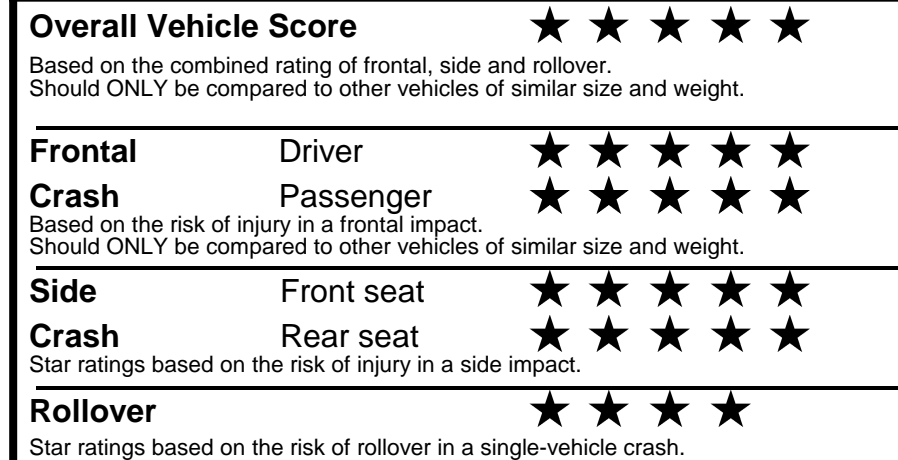 Overall Vehicle Score ★ ★ ★ ★ ★
Based on the combined rating of frontal, side and rollover.
Should ONLY be compared to other vehicles of similar size and weight.
Frontal Driver ★ ★ ★ ★ ★
Crash Passenger ★ ★ ★ ★ ★
Based on the risk of injury in a frontal impact.
Should ONLY be compared to other vehicles of similar size and weight.
Side Front seat ★ ★ ★ ★ ★
Crash Rear seat ★ ★ ★ ★ ★
Star ratings based on the risk of injury in a side impact.
Rollover ★ ★ ★ ★
Star ratings based on the risk of rollover in a single-vehicle crash.